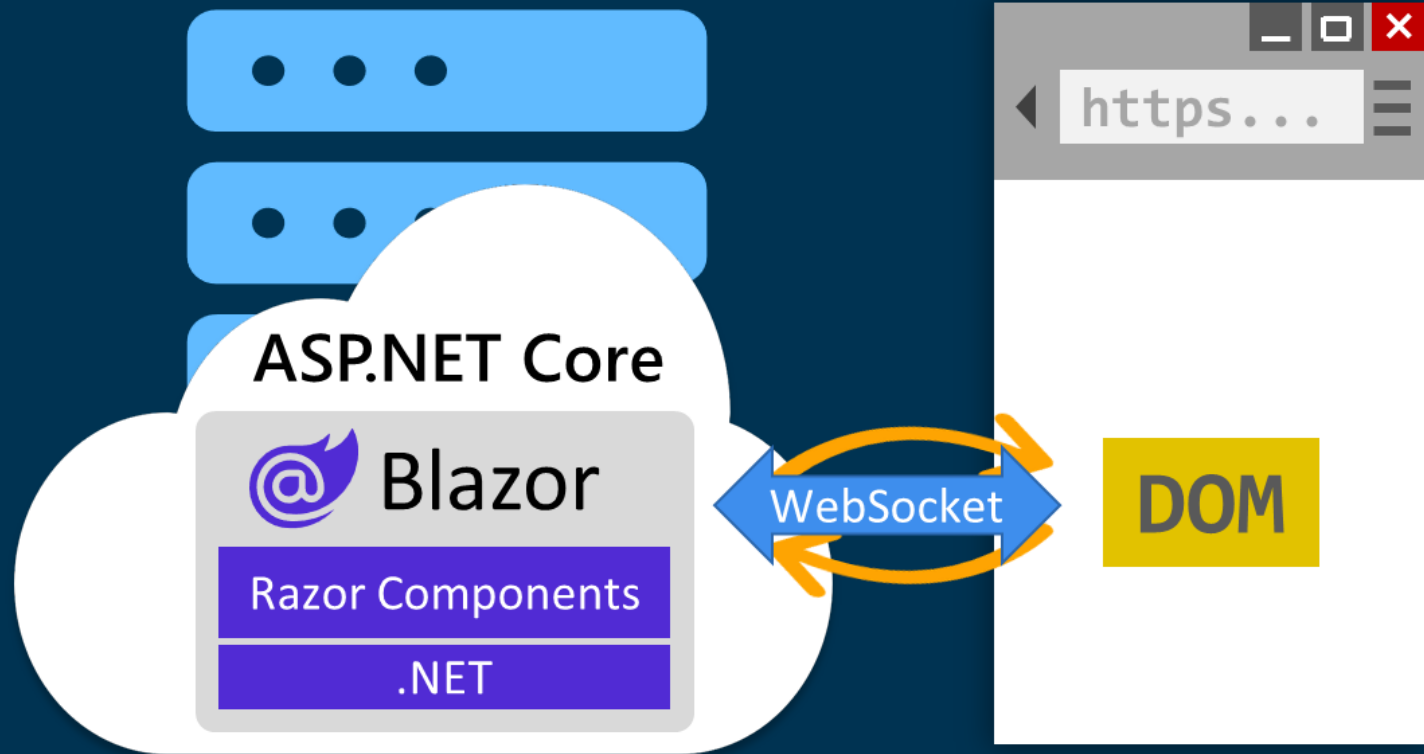 https...
ASP.NET Core
@ Blazor
WebSocket
DOM
Razor Components
.NET